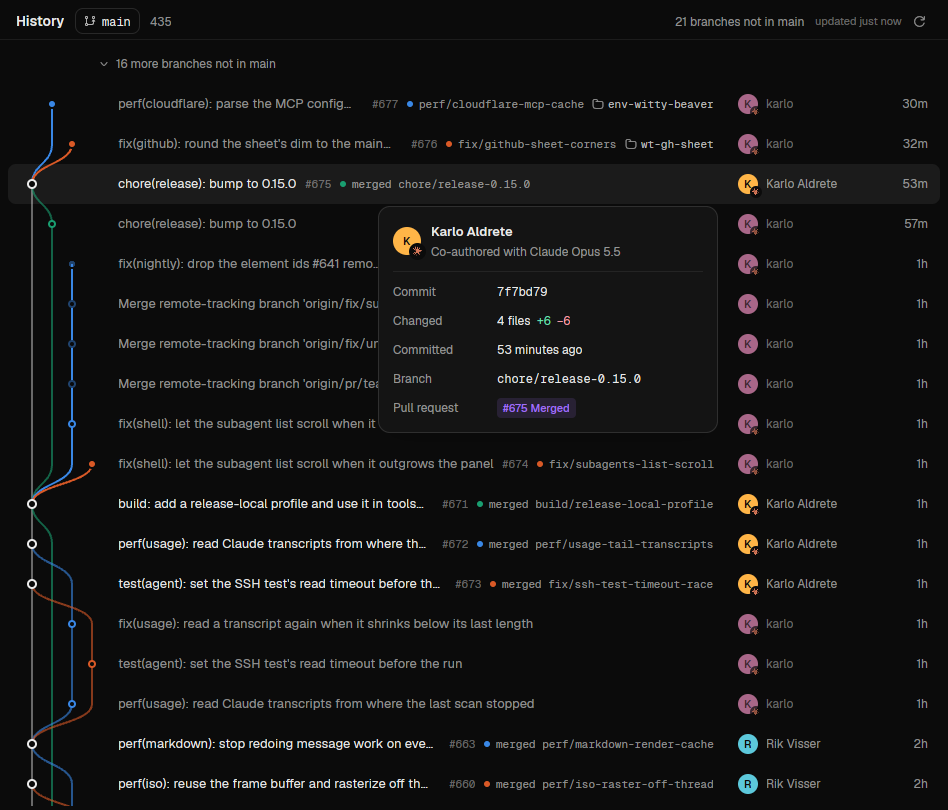 History main 435 21 branches not in main updated just now
16 more branches not in main
perf(cloudflare): parse the MCP config… #677 perf/cloudflare-mcp-cache env-witty-beaver K karlo 30m
fix(github): round the sheet's dim to the main… #676 fix/github-sheet-corners wt-gh-sheet K karlo 32m
chore(release): bump to 0.15.0 #675 merged chore/release-0.15.0 K Karlo Aldrete 53m
chore(release): bump to 0.15.0 K karlo 57m
fix(nightly): drop the element ids #641 remo… K karlo 1h
Merge remote-tracking branch 'origin/fix/su K karlo 1h
Merge remote-tracking branch 'origin/fix/ur K karlo 1h
Merge remote-tracking branch 'origin/pr/tea K karlo 1h
fix(shell): let the subagent list scroll when it K karlo 1h
K Karlo Aldrete
Co-authored with Claude Opus 5.5
Commit 7f7bd79
Changed 4 files +6 −6
Committed 53 minutes ago
Branch chore/release-0.15.0
Pull request #675 Merged
fix(shell): let the subagent list scroll when it outgrows the panel #674 fix/subagents-list-scroll K karlo 1h
build: add a release-local profile and use it in tools… #671 merged build/release-local-profile K Karlo Aldrete 1h
perf(usage): read Claude transcripts from where th… #672 merged perf/usage-tail-transcripts K Karlo Aldrete 1h
test(agent): set the SSH test's read timeout before th… #673 merged fix/ssh-test-timeout-race K Karlo Aldrete 1h
fix(usage): read a transcript again when it shrinks below its last length K karlo 1h
test(agent): set the SSH test's read timeout before the run K karlo 1h
perf(usage): read Claude transcripts from where the last scan stopped K karlo 1h
perf(markdown): stop redoing message work on eve… #663 merged perf/markdown-render-cache R Rik Visser 2h
perf(iso): reuse the frame buffer and rasterize off th… #660 merged perf/iso-raster-off-thread R Rik Visser 2h